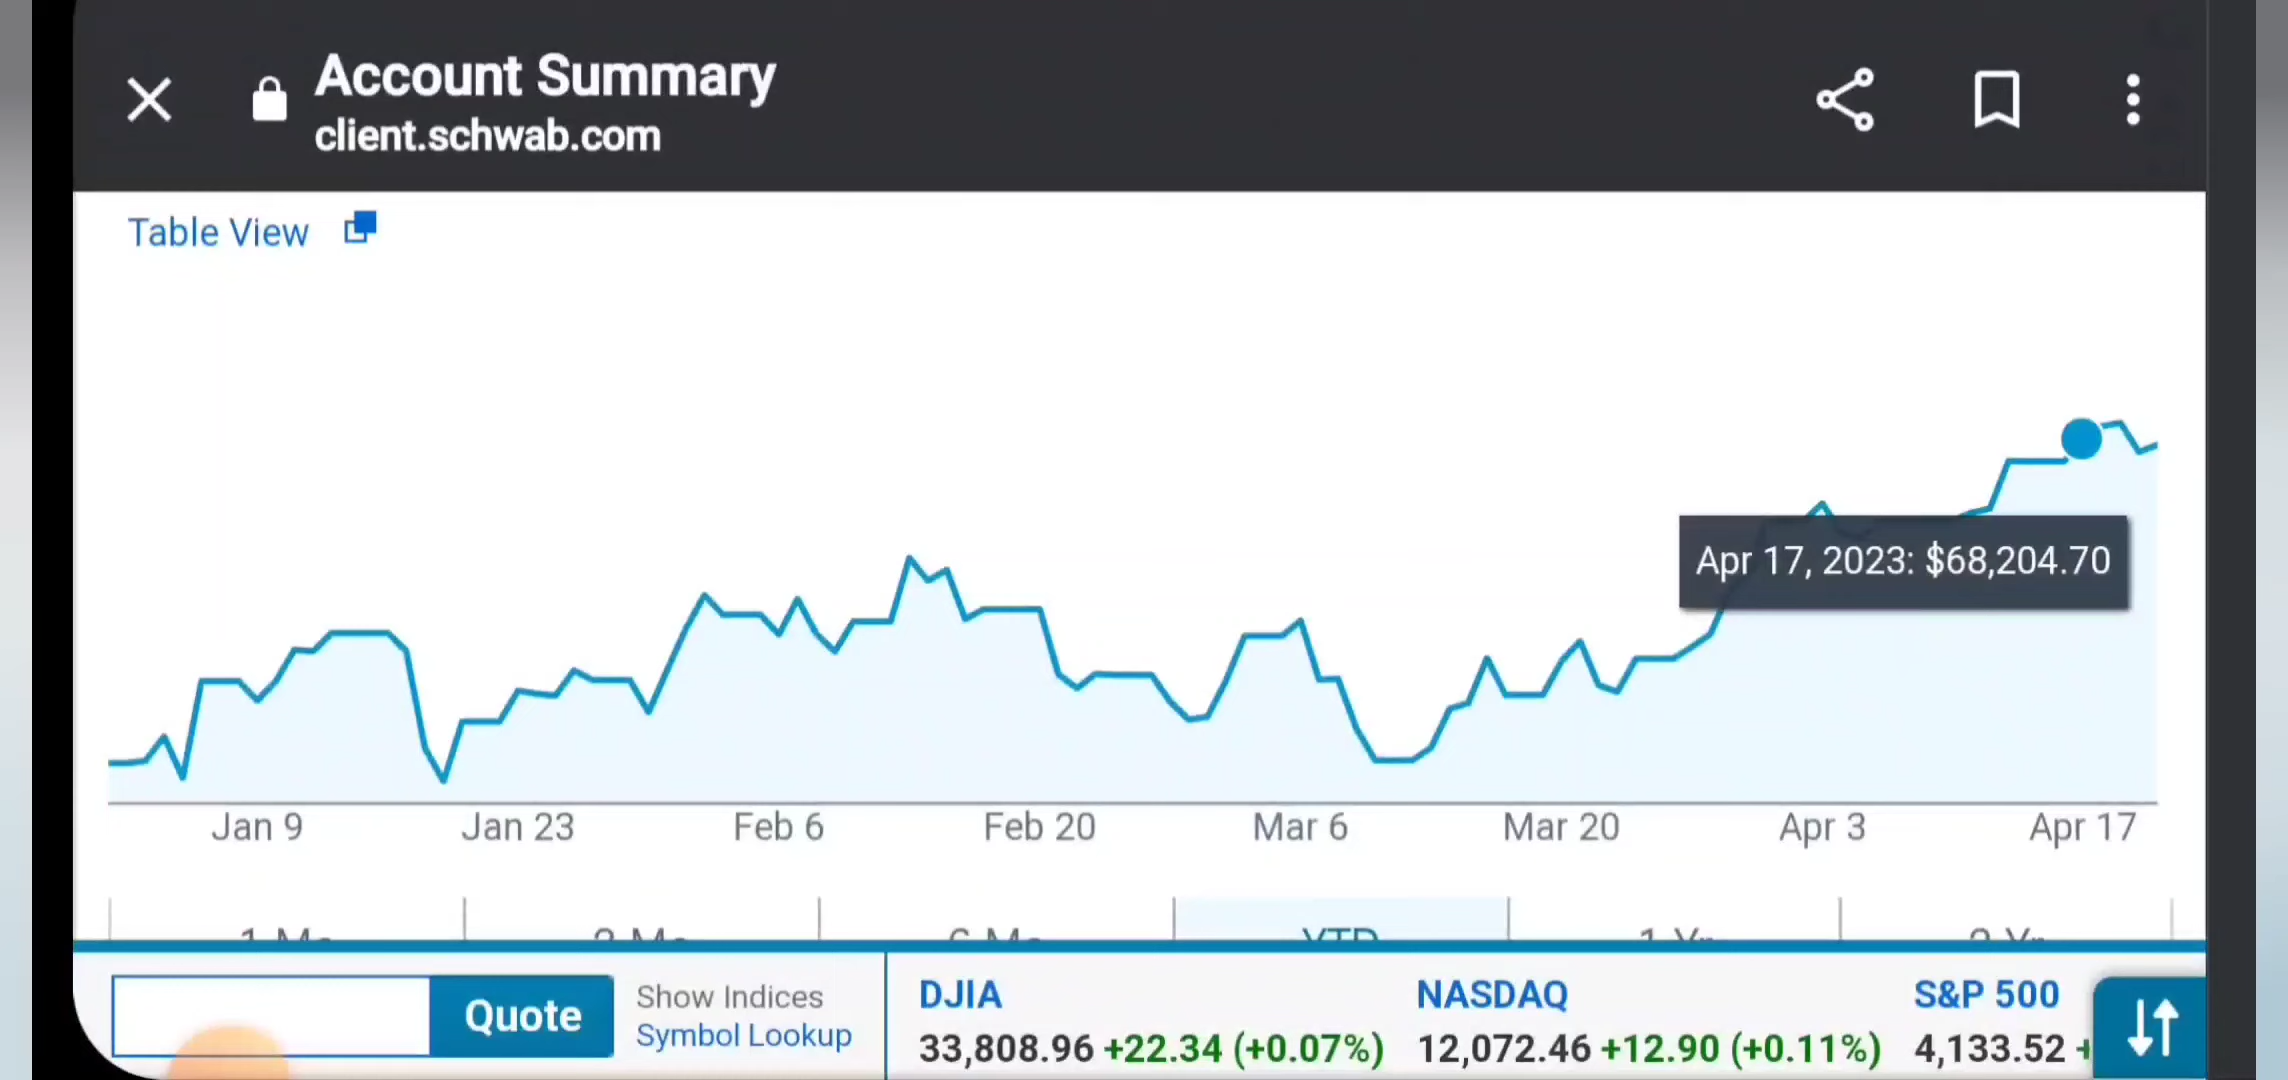 Account Summary
client.schwab.com
Table View
Apr 17, 2023: $68,204.70
Jan 9 Jan 23 Feb 6 Feb 20 Mar 6 Mar 20 Apr 3 Apr 17
YTD
Quote
Show Indices
Symbol Lookup
DJIA
33,808.96 +22.34 (+0.07%)
NASDAQ
12,072.46 +12.90 (+0.11%)
S&P 500
4,133.52 +